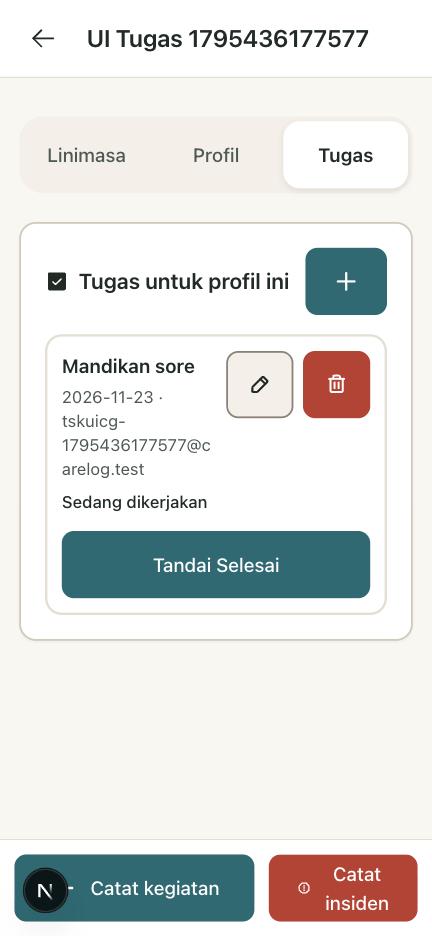 UI Tugas 1795436177577
Linimasa
Profil
Tugas
Tugas untuk profil ini
Mandikan sore
2026-11-23 ·
tskuicg-
1795436177577@c
arelog.test
Sedang dikerjakan
Tandai Selesai
N
Catat kegiatan
Catat
insiden